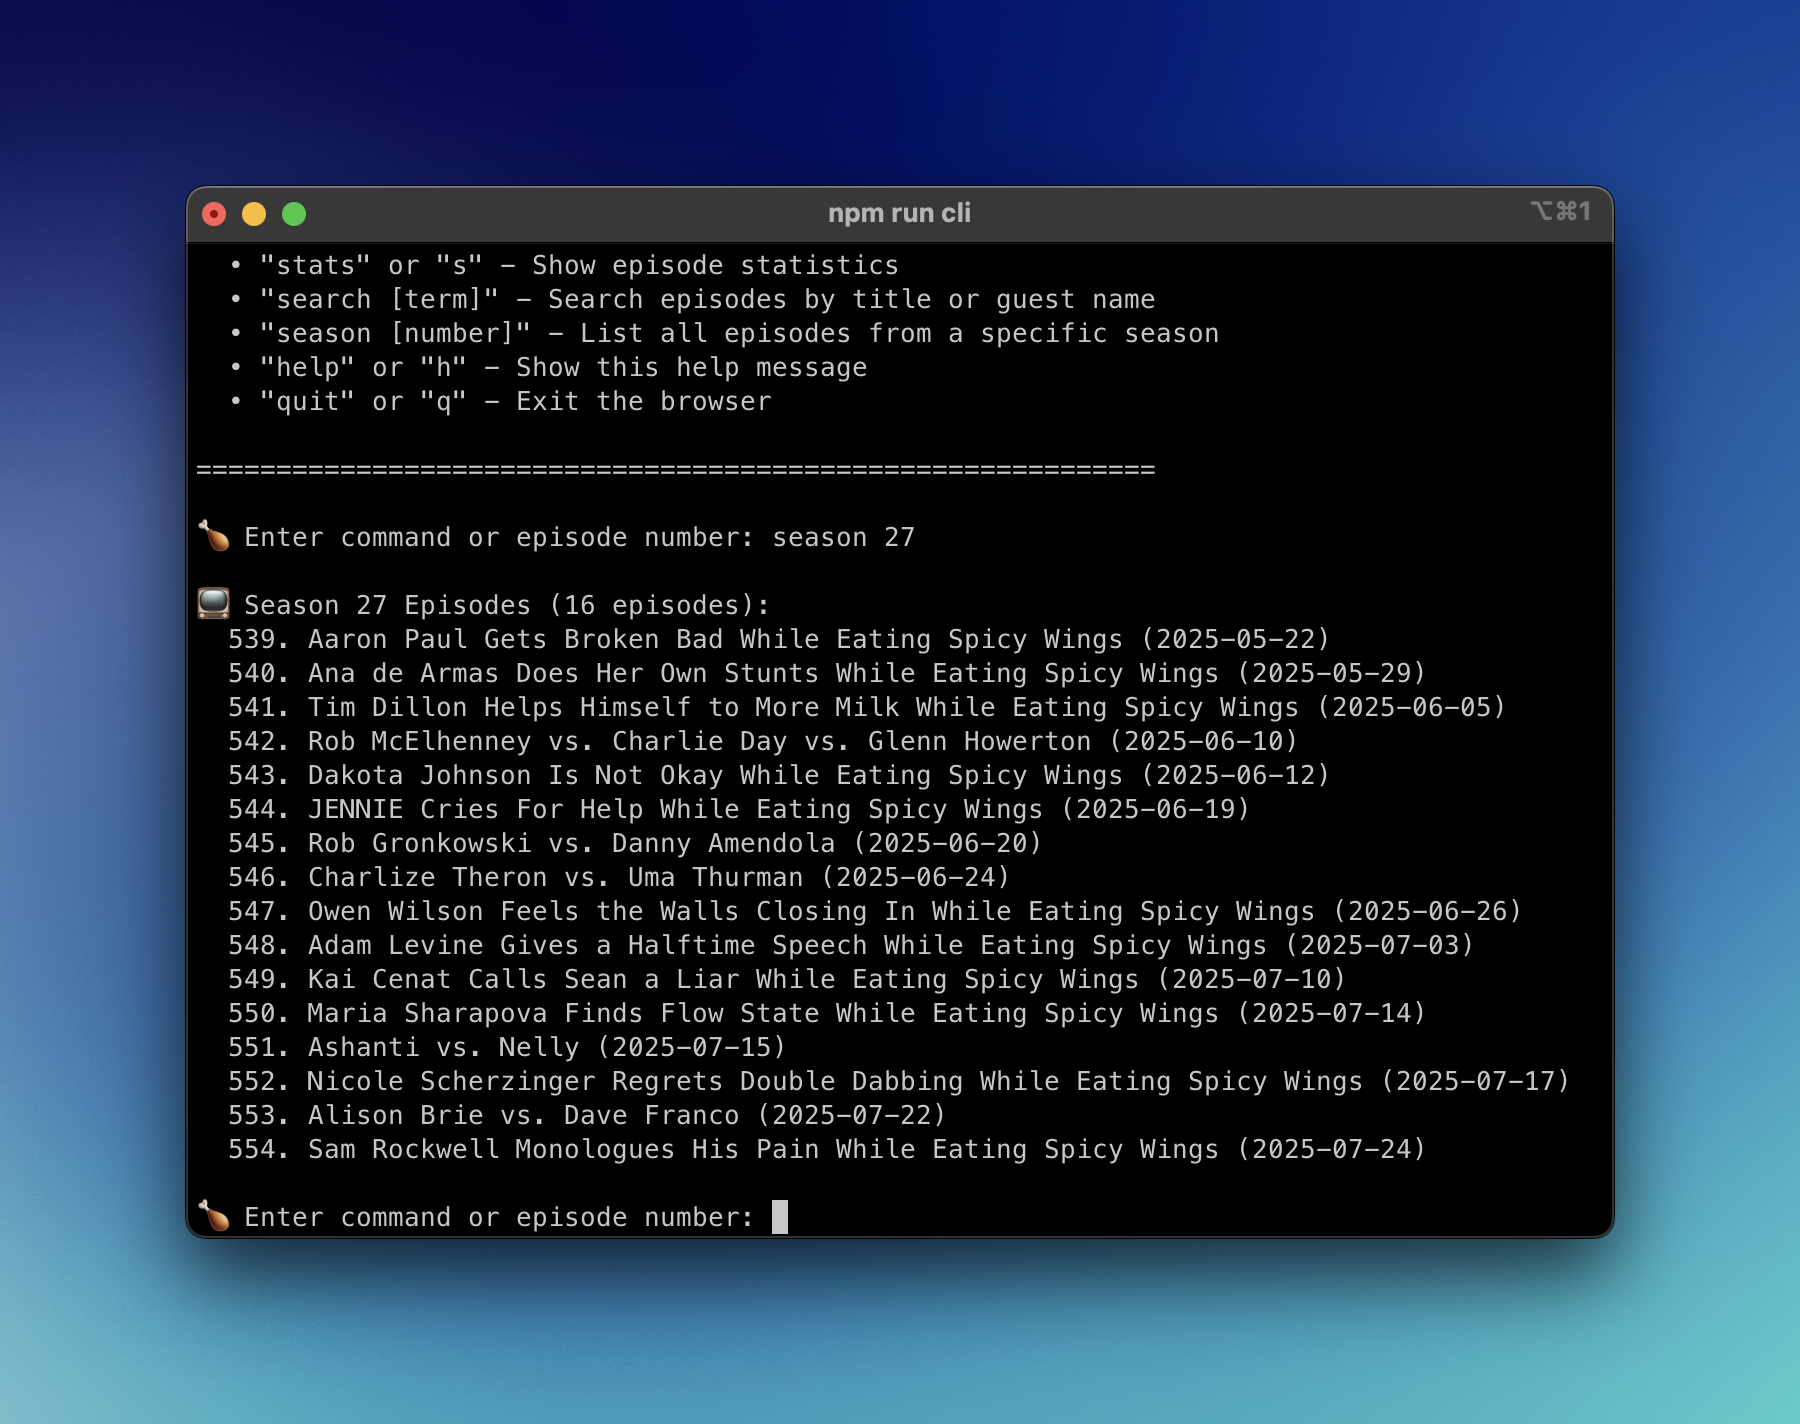 npm run cli
⌥⌘1
• "stats" or "s" - Show episode statistics
• "search [term]" - Search episodes by title or guest name
• "season [number]" - List all episodes from a specific season
• "help" or "h" - Show this help message
• "quit" or "q" - Exit the browser
============================================================
🍗 Enter command or episode number: season 27
📺 Season 27 Episodes (16 episodes):
539. Aaron Paul Gets Broken Bad While Eating Spicy Wings (2025-05-22)
540. Ana de Armas Does Her Own Stunts While Eating Spicy Wings (2025-05-29)
541. Tim Dillon Helps Himself to More Milk While Eating Spicy Wings (2025-06-05)
542. Rob McElhenney vs. Charlie Day vs. Glenn Howerton (2025-06-10)
543. Dakota Johnson Is Not Okay While Eating Spicy Wings (2025-06-12)
544. JENNIE Cries For Help While Eating Spicy Wings (2025-06-19)
545. Rob Gronkowski vs. Danny Amendola (2025-06-20)
546. Charlize Theron vs. Uma Thurman (2025-06-24)
547. Owen Wilson Feels the Walls Closing In While Eating Spicy Wings (2025-06-26)
548. Adam Levine Gives a Halftime Speech While Eating Spicy Wings (2025-07-03)
549. Kai Cenat Calls Sean a Liar While Eating Spicy Wings (2025-07-10)
550. Maria Sharapova Finds Flow State While Eating Spicy Wings (2025-07-14)
551. Ashanti vs. Nelly (2025-07-15)
552. Nicole Scherzinger Regrets Double Dabbing While Eating Spicy Wings (2025-07-17)
553. Alison Brie vs. Dave Franco (2025-07-22)
554. Sam Rockwell Monologues His Pain While Eating Spicy Wings (2025-07-24)
🍗 Enter command or episode number: